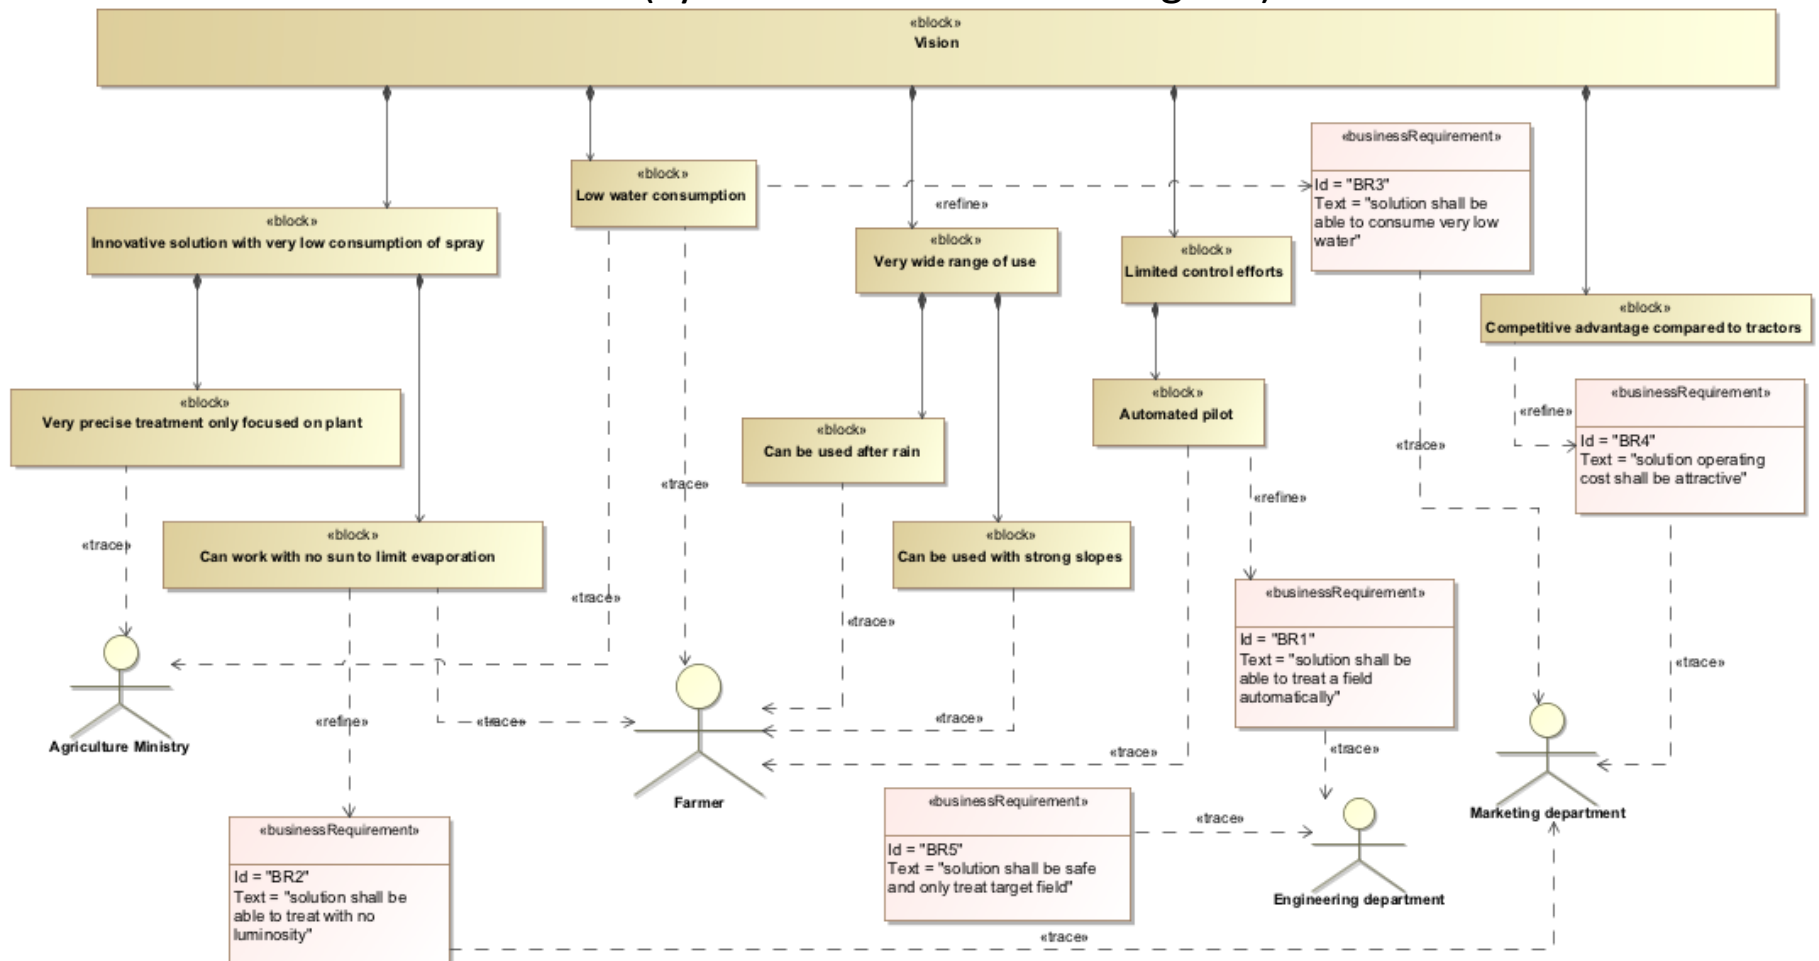 «block»
Vision
«businessRequirement»
Id = "BR3"
Text = "solution shall be
able to consume very low
water"
«block»
Low water consumption
«refine»
«block»
Innovative solution with very low consumption of spray
«block»
Very wide range of use
«block»
Limited control efforts
«block»
Competitive advantage compared to tractors
«block»
Very precise treatment only focused on plant
«block»
Can be used after rain
«block»
Automated pilot
«businessRequirement»
Id = "BR4"
Text = "solution operating
cost shall be attractive"
«refine»
«trace»
«trace»
«refine»
«block»
Can work with no sun to limit evaporation
«block»
Can be used with strong slopes
«trace»
«trace»
«trace»
«businessRequirement»
Id = "BR1"
Text = "solution shall be
able to treat a field
automatically"
«trace»
«refine»
«trace»
«trace»
«trace»
«trace»
Agriculture Ministry
Farmer
Marketing department
«businessRequirement»
Id = "BR2"
Text = "solution shall be
able to treat with no
luminosity"
«businessRequirement»
Id = "BR5"
Text = "solution shall be safe
and only treat target field"
«trace»
Engineering department
«trace»